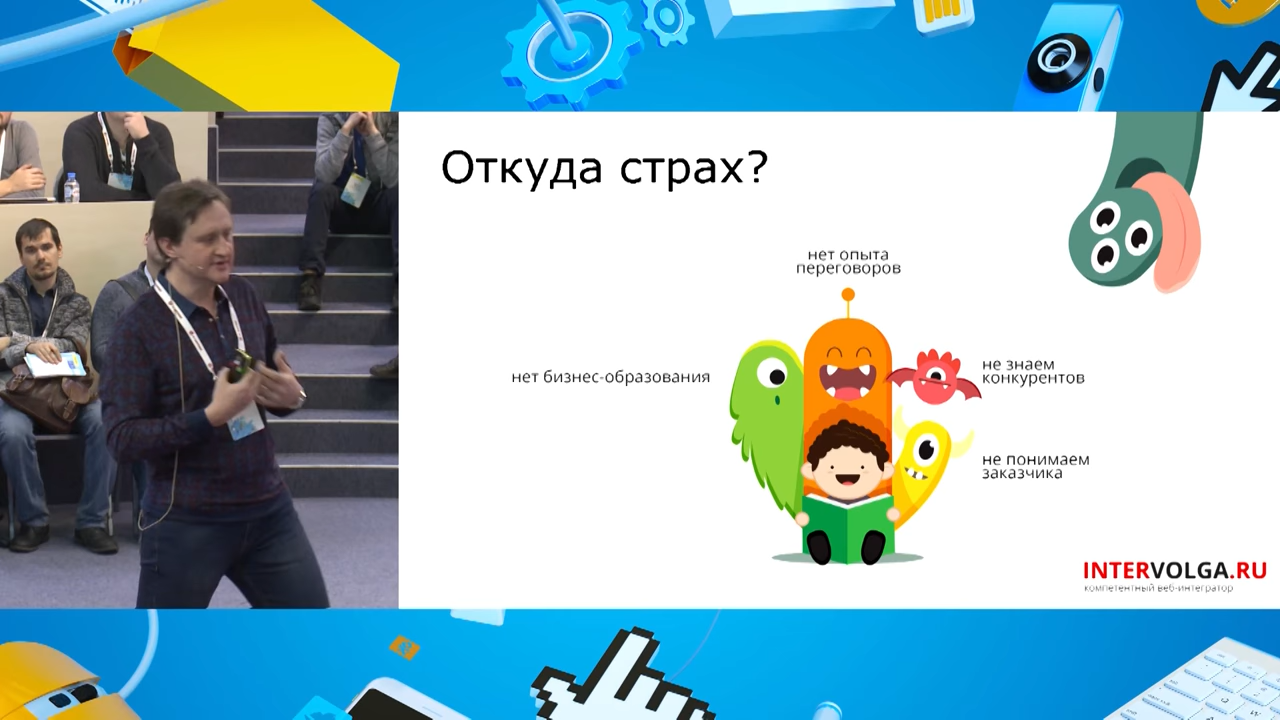 Откуда страх?
нет опыта
переговоров
нет бизнес-образования
не знаем
конкурентов
не понимаем
заказчика
INTERVOLGA.RU
компетентный веб-интегратор